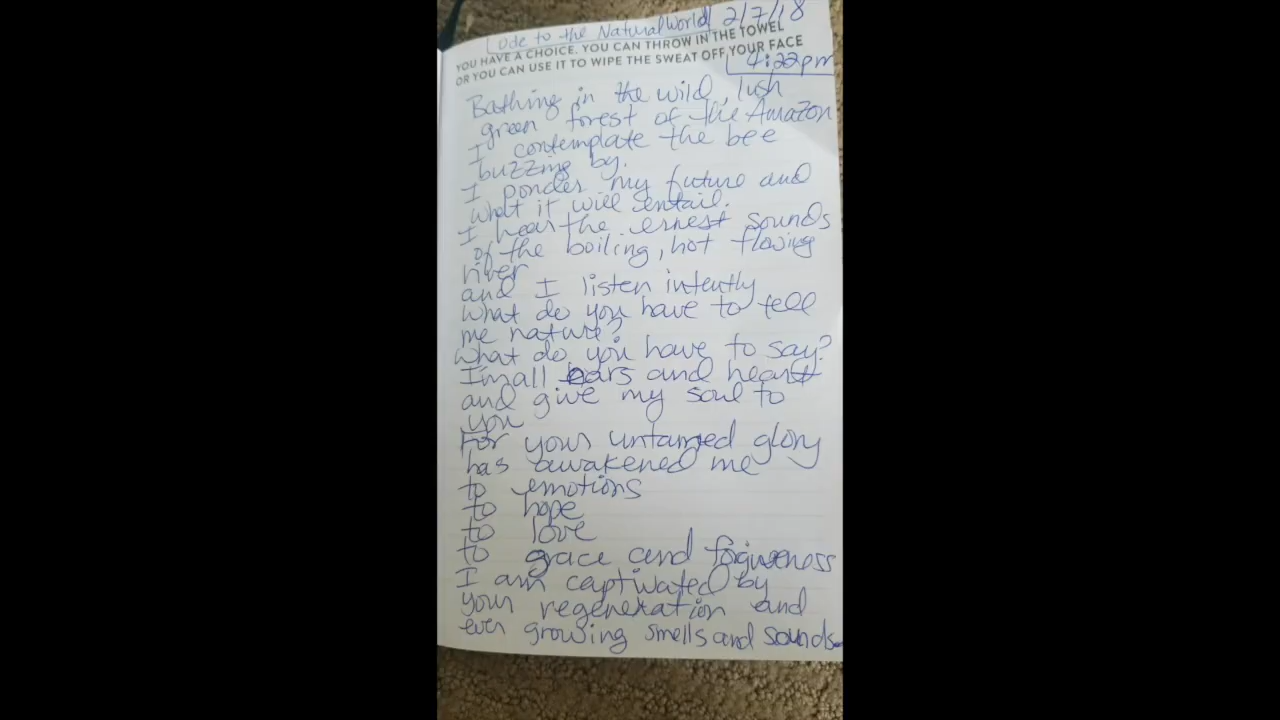 Ode to the Natural World 2/7/18
YOU HAVE A CHOICE. YOU CAN THROW IN THE TOWEL
OR YOU CAN USE IT TO WIPE THE SWEAT OFF YOUR FACE
4:22pm
Bathing in the wild, lush
green forest of the Amazon
I contemplate the bee
buzzing by.
I ponder my future and
what it will entail.
I hear the ernest sounds
of the boiling, hot flowing
river
and I listen intently
What do you have to tell
me nature?
What do you have to say?
I'm all ears and heart
and give my soul to
you
For your untamed glory
has awakened me
to emotions
to hope
to love
to grace and forgiveness
I am captivated by
your regeneration and
ever growing smells and sounds